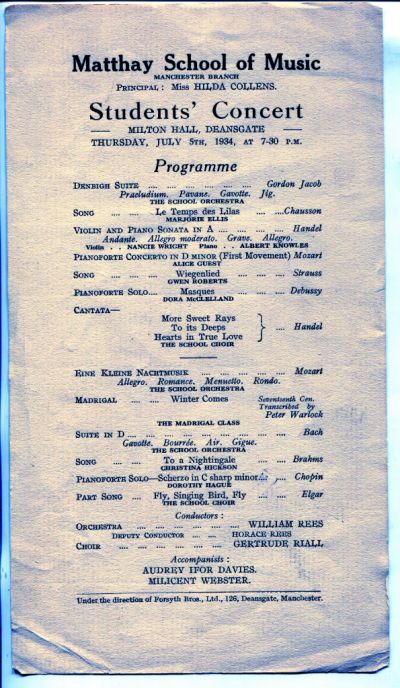 Matthay School of Music
MANCHESTER BRANCH
PRINCIPAL: Miss HILDA COLLENS.
Students' Concert
MILTON HALL, DEANSGATE
THURSDAY, JULY 5TH, 1934, AT 7-30 P.M.
Programme
DENBIGH SUITE .... .... .... .... .... .... Gordon Jacob
Praeludium. Pavane. Gavotte. Jig.
THE SCHOOL ORCHESTRA
SONG .... .... Le Temps des Lilas .... .... Chausson
MARJORIE ELLIS
VIOLIN AND PIANO SONATA IN A .... .... .... Handel
Andante. Allegro moderato. Grave. Allegro.
Violin .. NANCIE WRIGHT Piano .. ALBERT KNOWLES
PIANOFORTE CONCERTO IN D MINOR (First Movement) Mozart
ALICE GUEST
SONG .... .... Wiegenlied .... .... Strauss
GWEN ROBERTS
PIANOFORTE SOLO.... .... Masques .... .... Debussy
DORA McCLELLAND
CANTATA—
More Sweet Rays
To its Deeps } .... Handel
Hearts in True Love
THE SCHOOL CHOIR
EINE KLEINE NACHTMUSIK .... .... .... .... Mozart
Allegro. Romance. Menuetto. Rondo.
THE SCHOOL ORCHESTRA
MADRIGAL .... .... Winter Comes Seventeenth Cen.
Transcribed by
Peter Warlock
THE MADRIGAL CLASS
SUITE IN D.... .... .... .... .... .... .... Bach
Gavotte. Bourrée. Air. Gigue.
THE SCHOOL ORCHESTRA
SONG .... .... To a Nightingale .... .... Brahms
CHRISTINA HICKSON
PIANOFORTE SOLO—Scherzo in C sharp minor.... .... Chopin
DOROTHY HAGUE
PART SONG .... Fly, Singing Bird, Fly .... .... Elgar
THE SCHOOL CHOIR
Conductors:
ORCHESTRA .... .... .... .... .... WILLIAM REES
DEPUTY CONDUCTOR .... .... HORACE REES
CHOIR .... .... .... .... .... GERTRUDE RIALL
Accompanists:
AUDREY IFOR DAVIES.
MILICENT WEBSTER.
Under the direction of Forsyth Bros., Ltd., 126, Deansgate, Manchester.